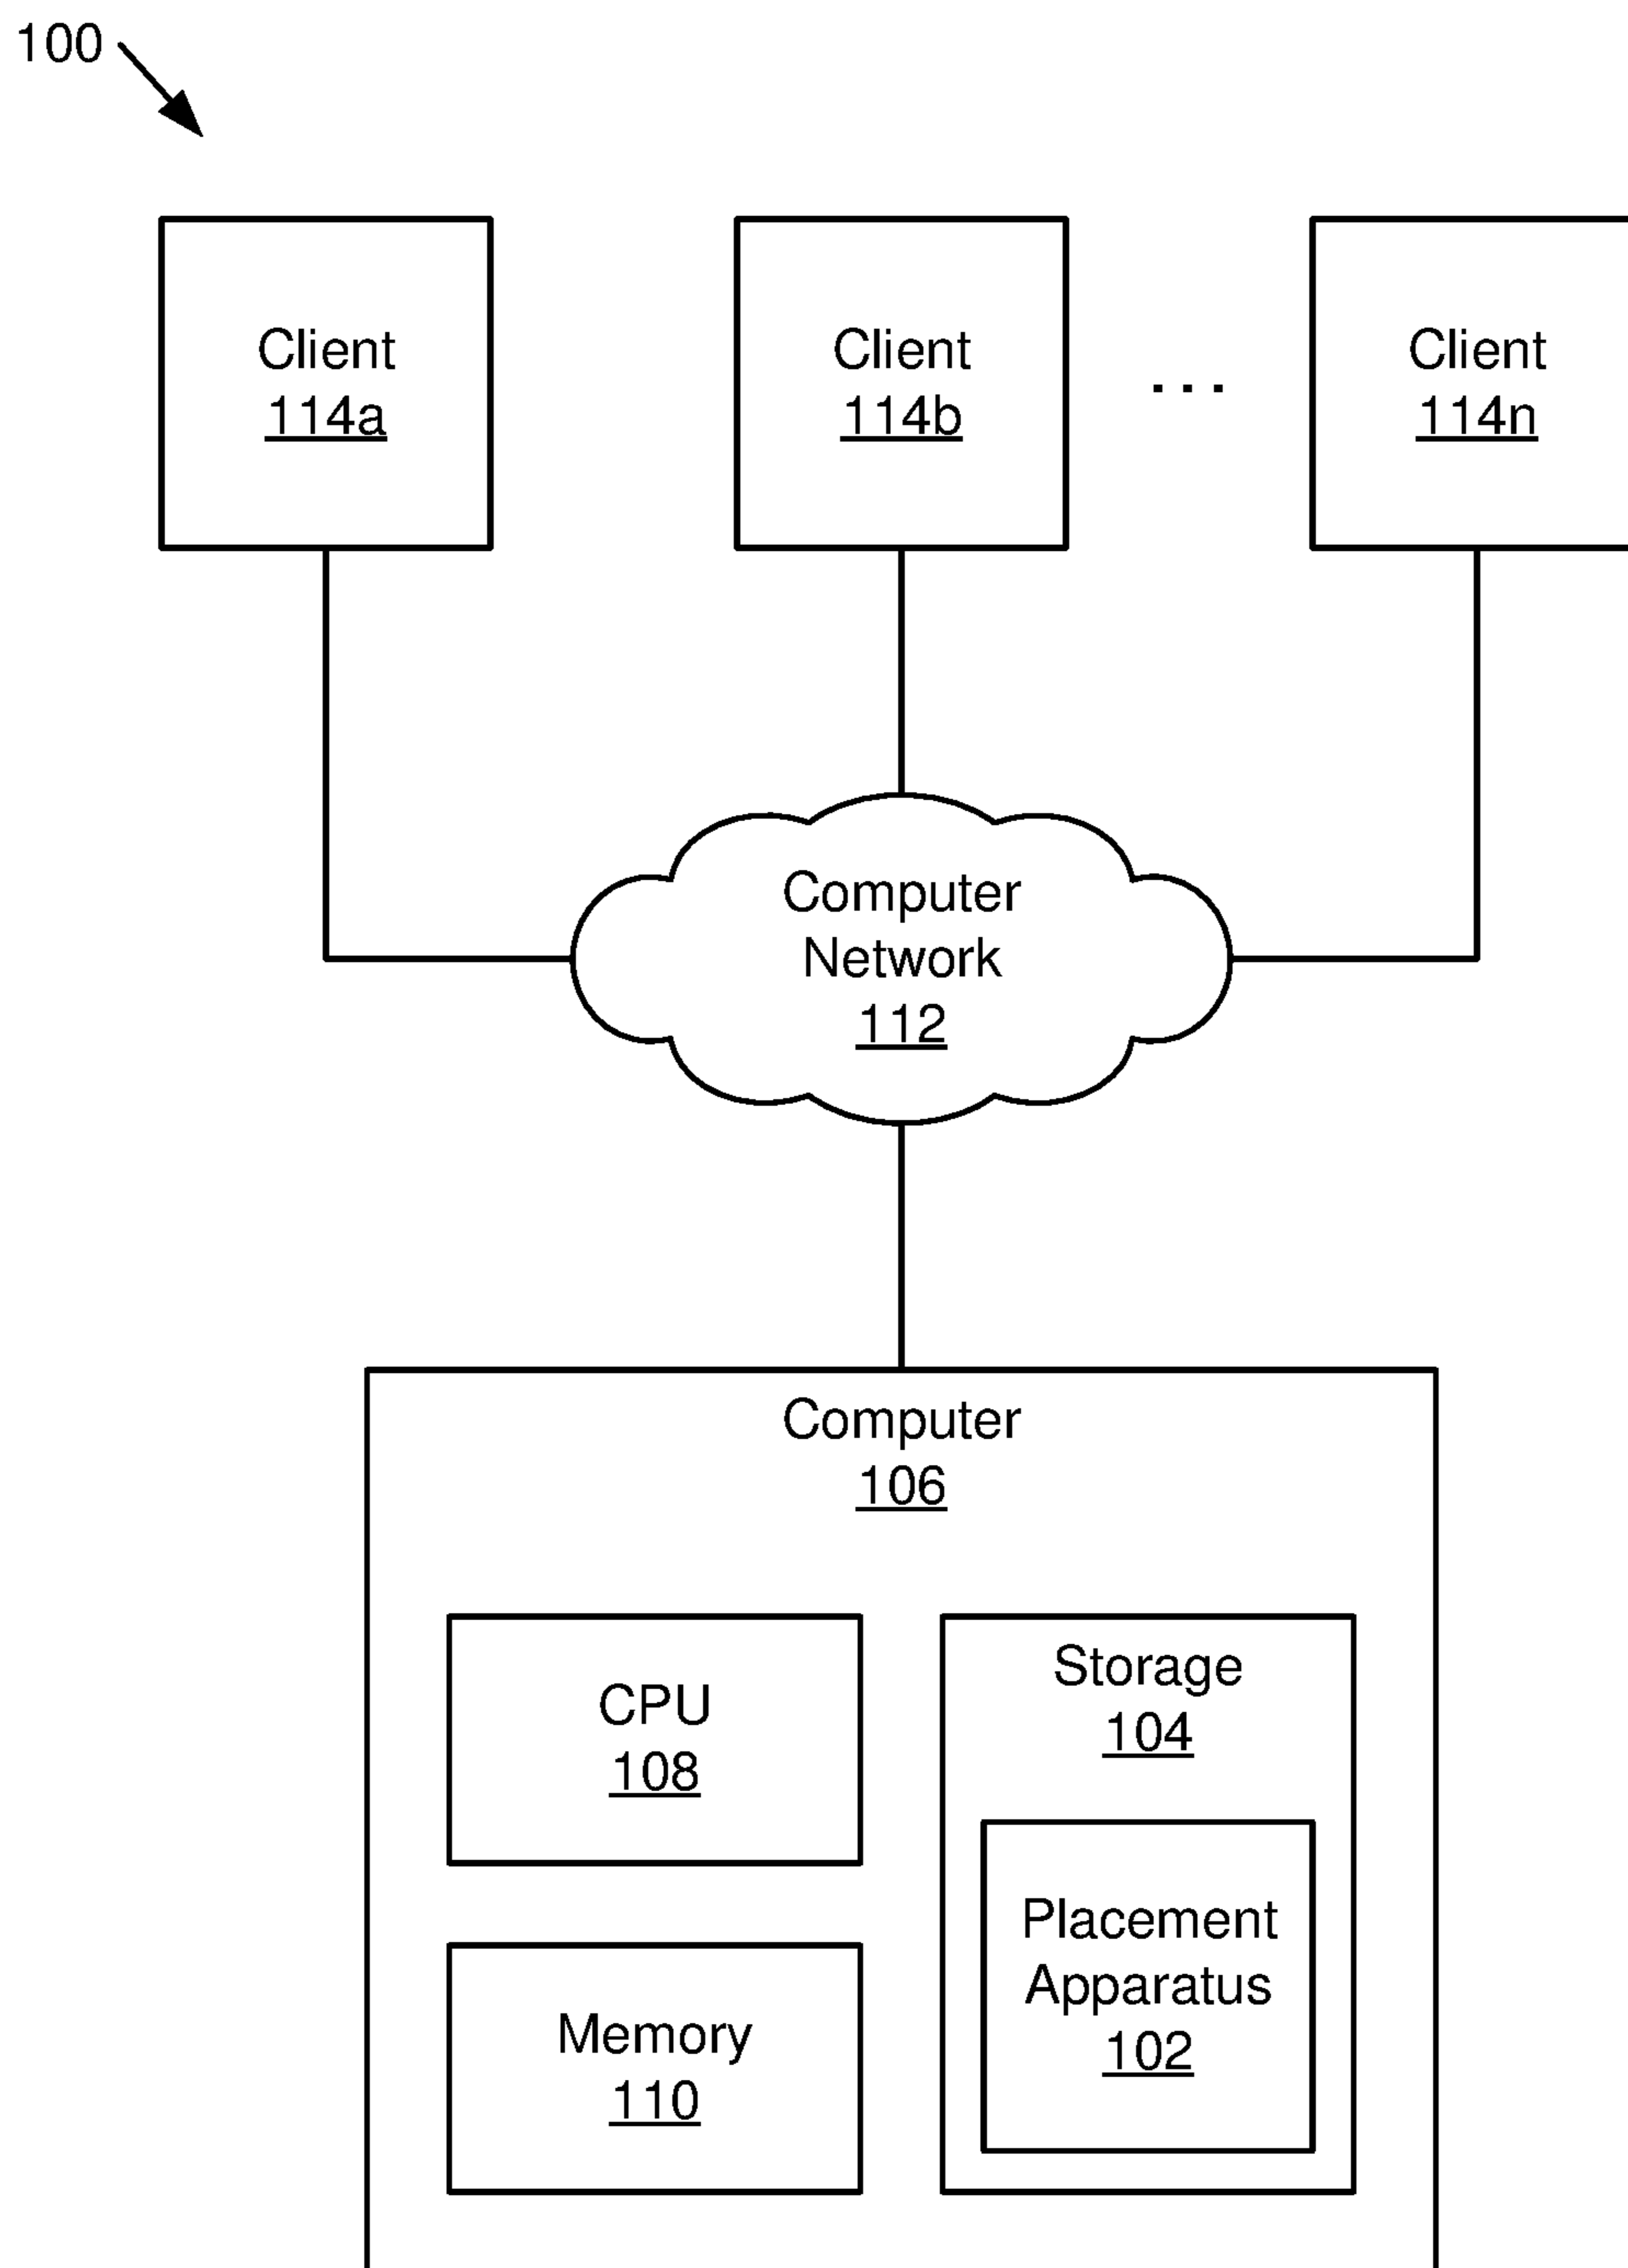 100
Client
114a
Client
114b
...
Client
114n
Computer
Network
112
Computer
106
CPU
108
Memory
110
Storage
104
Placement
Apparatus
102